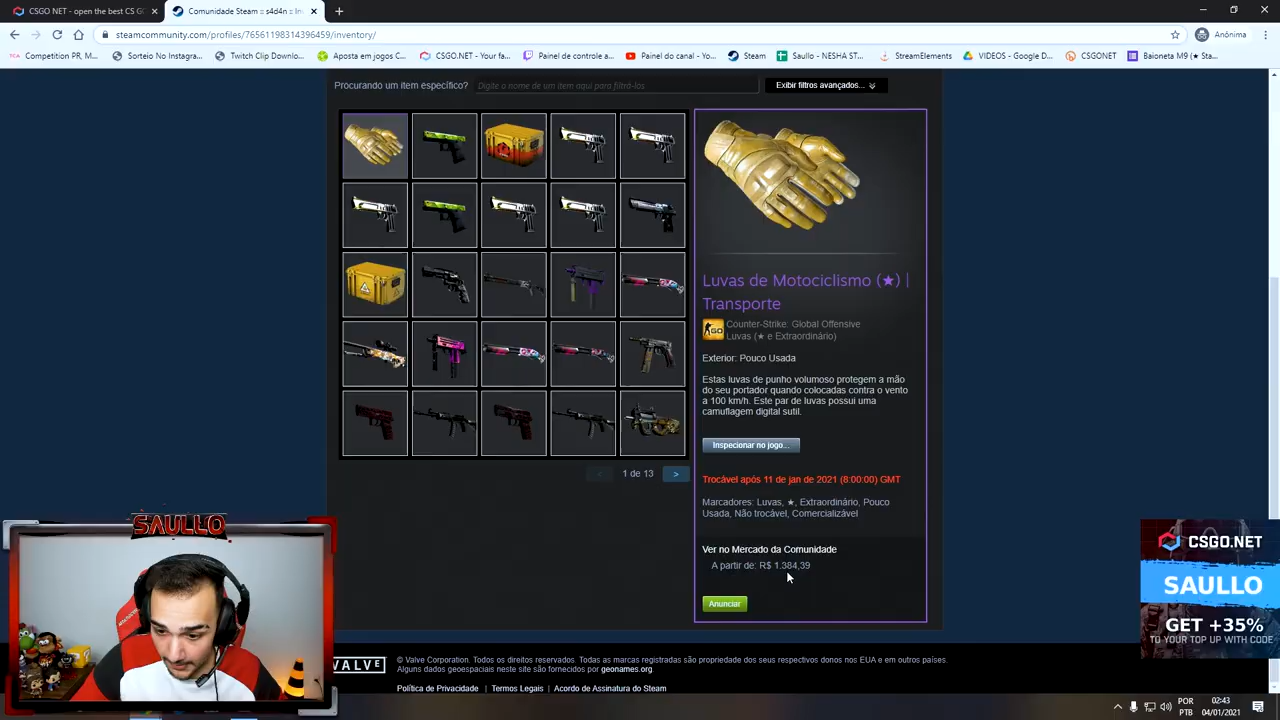 CSGO NET - open the best CS G
Comunidade Steam :: s4d4n :: In
steamcommunity.com/profiles/76561198314396459/inventory/
Anónima
Competition PR, M...
Sorteio No Instagra...
Twitch Clip Downlo...
Aposta em jogos C...
CSGO.NET - Your fa...
Painel de controle a...
Painel do canal - Yo...
Steam
Saullo - NESHA ST...
StreamElements
VIDEOS - Google D...
CSGONET
Baioneta M9 (★ Sta...
Procurando um item específico?
Digite o nome de um item aqui para filtrá-los
Exibir filtros avançados...
Luvas de Motociclismo (★) |
Transporte
Counter-Strike: Global Offensive
Luvas (★ e Extraordinário)
Exterior: Pouco Usada
Estas luvas de punho volumoso protegem a mão
do seu portador quando colocadas contra o vento
a 100 km/h. Este par de luvas possui uma
camuflagem digital sutil.
Inspecionar no jogo...
< 1 de 13 >
Trocável após 11 de jan de 2021 (8:00:00) GMT
Marcadores: Luvas, ★, Extraordinário, Pouco
Usada, Não trocável, Comercializável
Ver no Mercado da Comunidade
A partir de: R$ 1.384,39
Anunciar
SAULLO
CSGO.NET
SAULLO
GET +35%
TO YOUR TOP UP WITH CODE
VALVE
© Valve Corporation. Todos os direitos reservados. Todas as marcas registradas são propriedade dos seus respectivos donos nos EUA e em outros países.
Alguns dados geoespaciais neste site são fornecidos por geonames.org.
Política de Privacidade | Termos Legais | Acordo de Assinatura do Steam
POR
PTB
02:43
04/01/2021